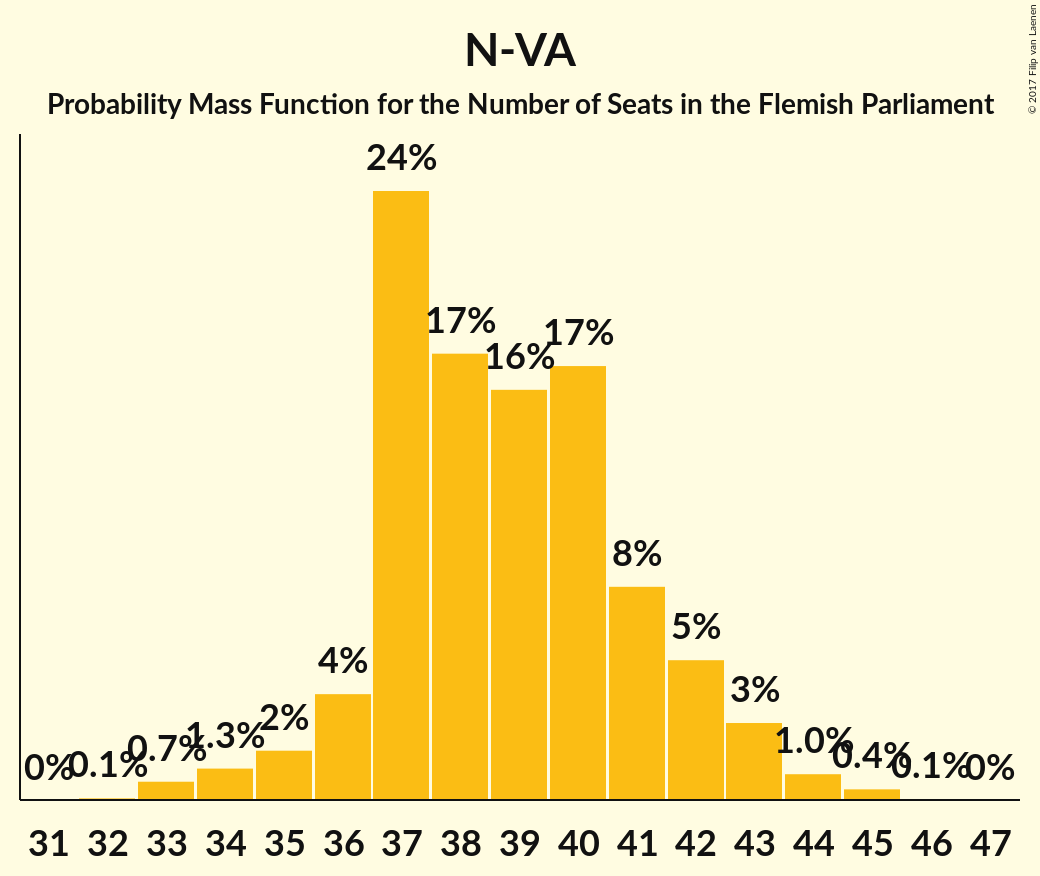 N-VA
Probability Mass Function for the Number of Seats in the Flemish Parliament
© 2017 Filip van Laenen
0% 0.1% 0.7% 1.3% 2% 4% 24% 17% 16% 17% 8% 5% 3% 1.0% 0.4% 0.1% 0%
31 32 33 34 35 36 37 38 39 40 41 42 43 44 45 46 47